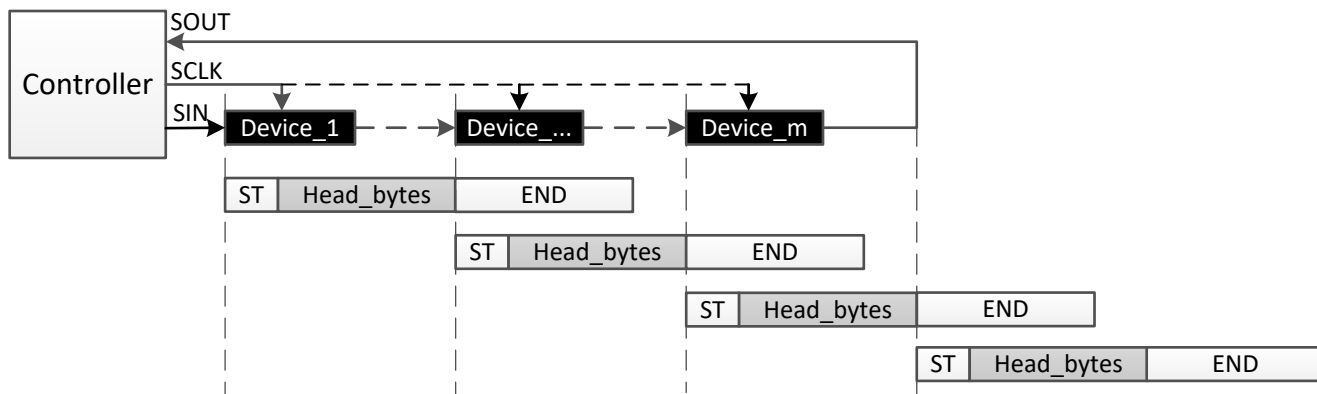 SOUT
Controller
SCLK
SIN
Device_1
Device_...
Device_m
ST Head_bytes END
ST Head_bytes END
ST Head_bytes END
ST Head_bytes END